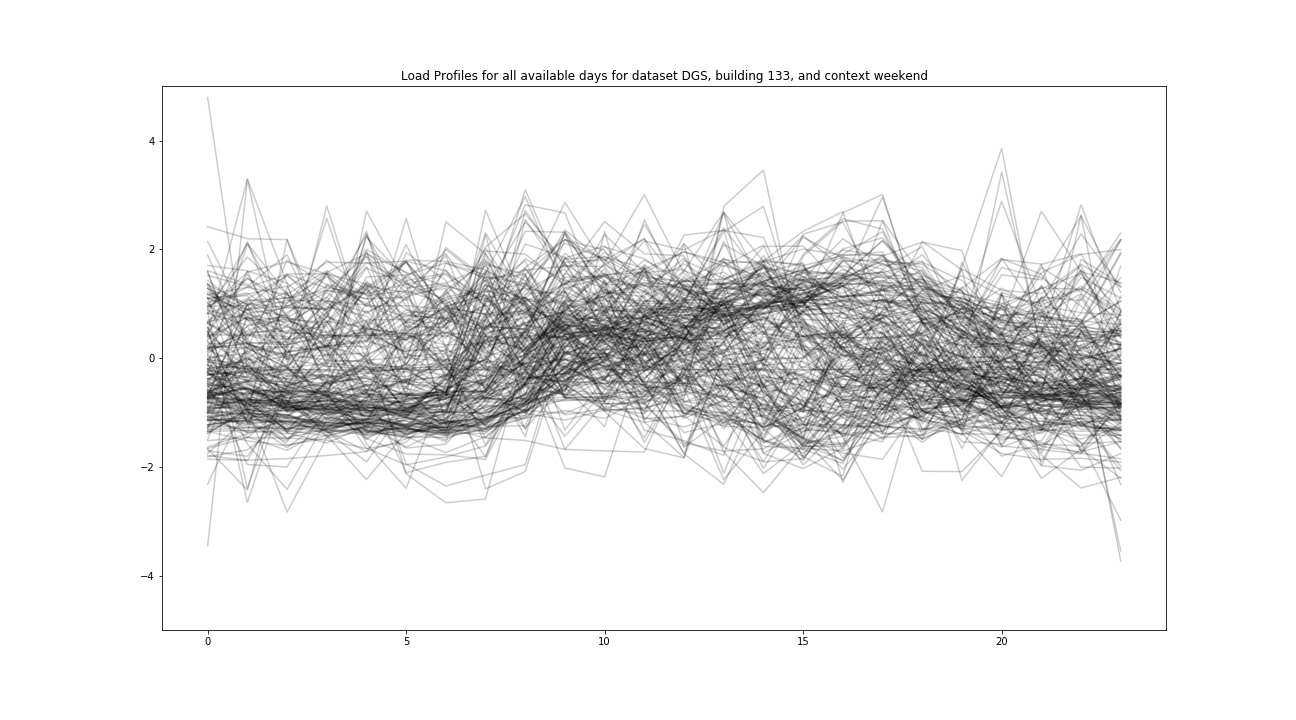 Load Profiles for all available days for dataset DGS, building 133, and context weekend
4
2
0
−2
−4
0 5 10 15 20